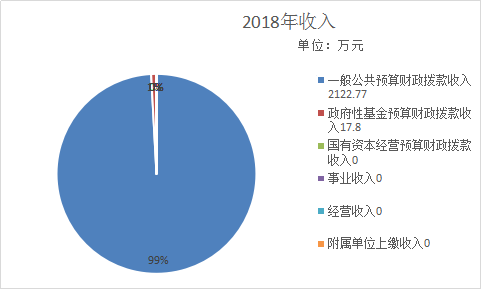 2018年收入
单位：万元
一般公共预算财政拨款收入
2122.77
政府性基金预算财政拨款收
入17.8
国有资本经营预算财政拨款
收入0
事业收入0
经营收入0
附属单位上缴收入0
99%